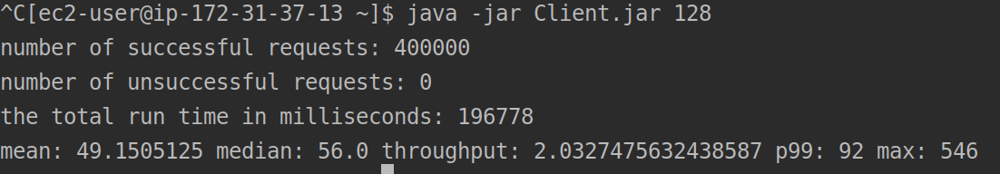 ^C[ec2-user@ip-172-31-37-13 ~]$ java -jar Client.jar 128
number of successful requests: 400000
number of unsuccessful requests: 0
the total run time in milliseconds: 196778
mean: 49.1505125 median: 56.0 throughput: 2.0327475632438587 p99: 92 max: 546